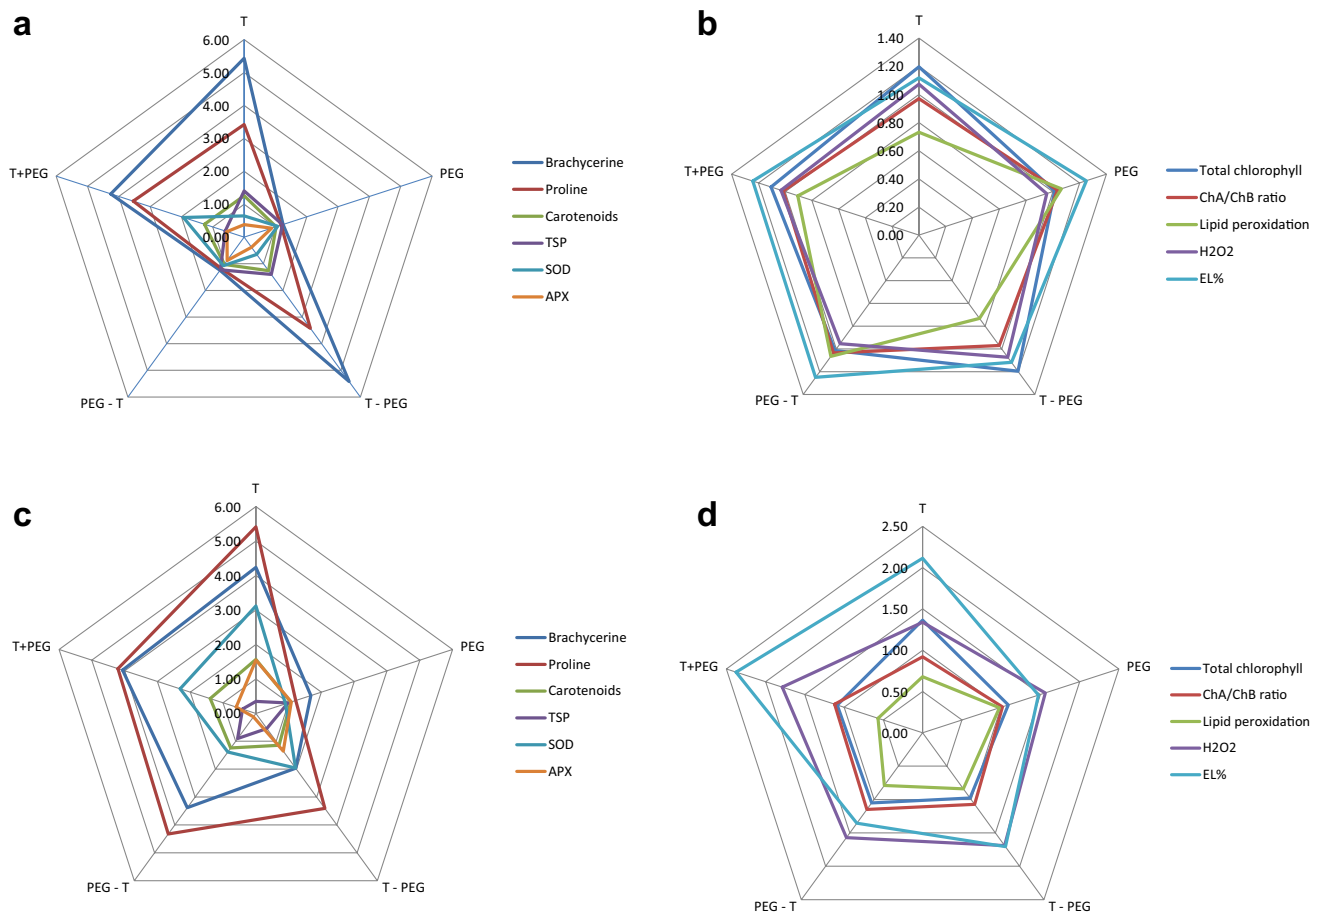 a
T
6.00
5.00
4.00
3.00
2.00
1.00
0.00
T+PEG
PEG
PEG - T
T - PEG
Brachycerine
Proline
Carotenoids
TSP
SOD
APX
b
T
1.40
1.20
1.00
0.80
0.60
0.40
0.20
0.00
T+PEG
PEG
PEG - T
T - PEG
Total chlorophyll
ChA/ChB ratio
Lipid peroxidation
H2O2
EL%
c
T
6.00
5.00
4.00
3.00
2.00
1.00
0.00
T+PEG
PEG
PEG - T
T - PEG
Brachycerine
Proline
Carotenoids
TSP
SOD
APX
d
T
2.50
2.00
1.50
1.00
0.50
0.00
T+PEG
PEG
PEG - T
T - PEG
Total chlorophyll
ChA/ChB ratio
Lipid peroxidation
H2O2
EL%